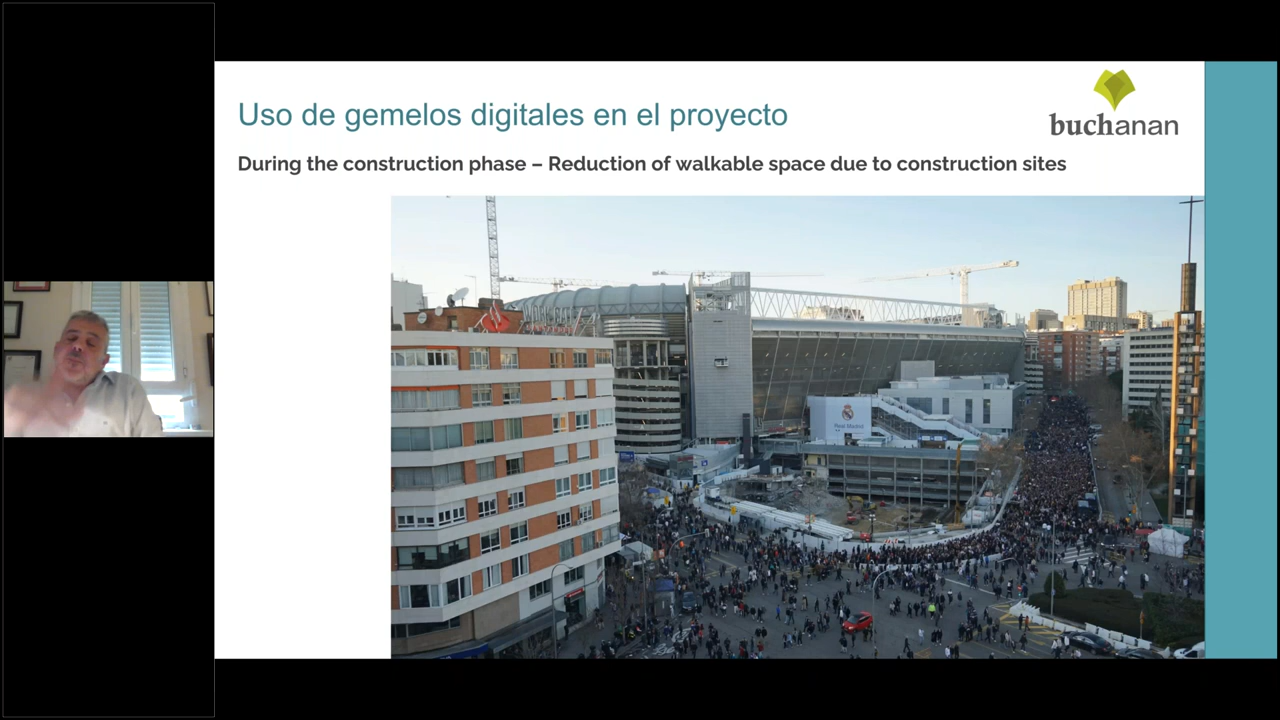 Uso de gemelos digitales en el proyecto
buchanan
During the construction phase – Reduction of walkable space due to construction sites
Real Madrid